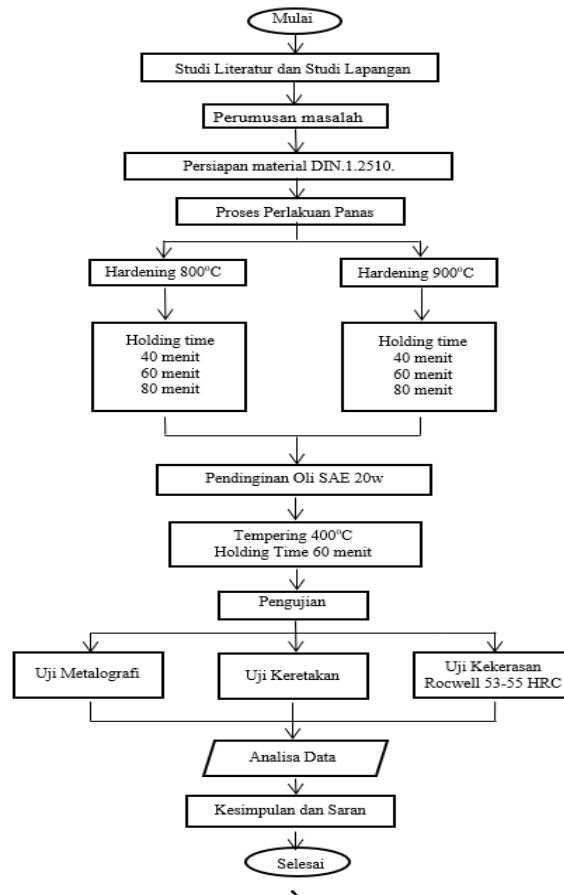 Mulai
Studi Literatur dan Studi Lapangan
Perumusan masalah
Persiapan material DIN.1.2510.
Proses Perlakuan Panas
Hardening 800°C
Hardening 900°C
Holding time
40 menit
60 menit
80 menit
Holding time
40 menit
60 menit
80 menit
Pendinginan Oli SAE 20w
Tempering 400°C
Holding Time 60 menit
Pengujian
Uji Metalografi
Uji Keretakan
Uji Kekerasan
Rocwell 53-55 HRC
Analisa Data
Kesimpulan dan Saran
Selesai